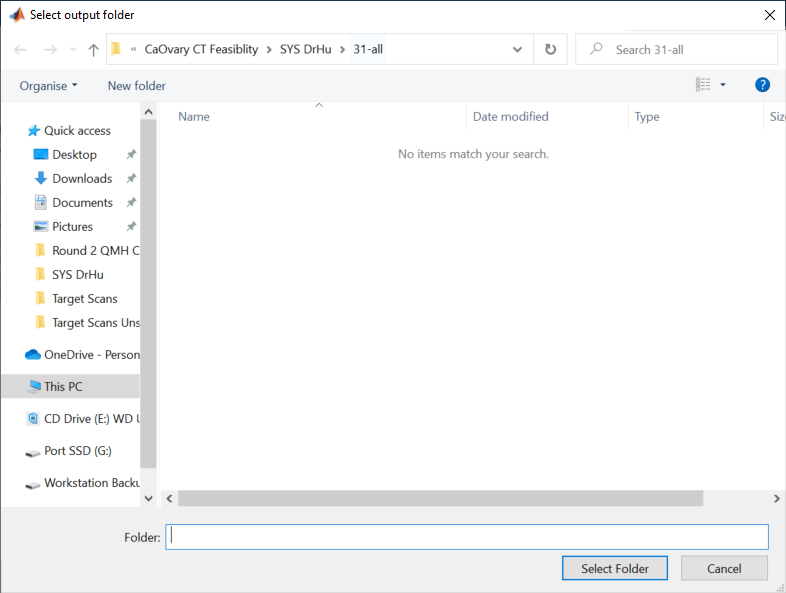 Select output folder
« CaOvary CT Feasiblity > SYS DrHu > 31-all
Search 31-all
Organise
New folder
Name
Date modified
Type
Siz
No items match your search.
Quick access
Desktop
Downloads
Documents
Pictures
Round 2 QMH C
SYS DrHu
Target Scans
Target Scans Uns
OneDrive - Person
This PC
CD Drive (E:) WD U
Port SSD (G:)
Workstation Backu
Folder:
Select Folder
Cancel